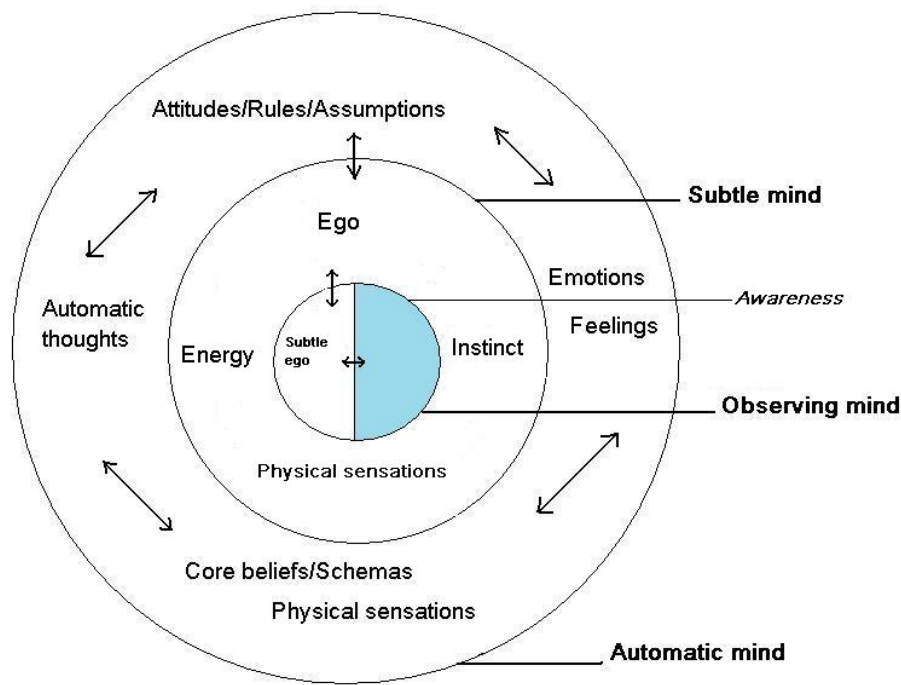 Attitudes/Rules/Assumptions
Subtle mind
Ego
Emotions
Awareness
Automatic
thoughts
Feelings
Energy
Subtle
ego
Instinct
Observing mind
Physical sensations
Core beliefs/Schemas
Physical sensations
Automatic mind